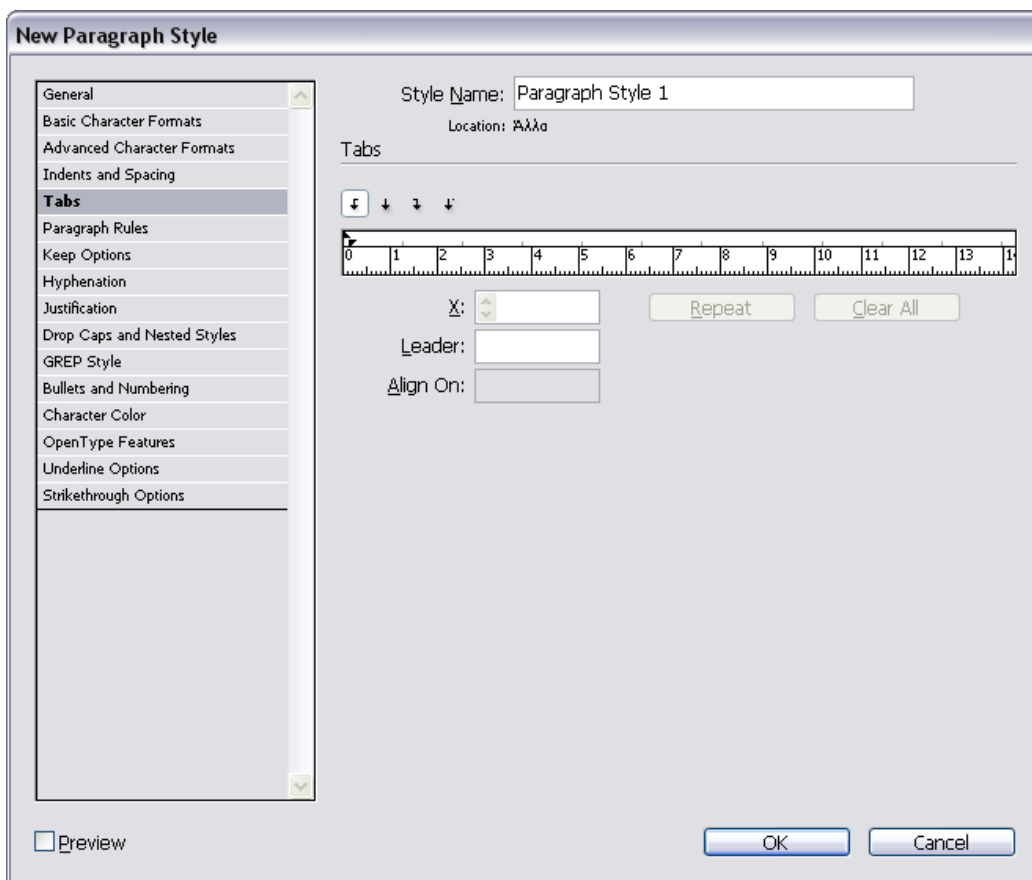 New Paragraph Style
General
Basic Character Formats
Advanced Character Formats
Indents and Spacing
Tabs
Paragraph Rules
Keep Options
Hyphenation
Justification
Drop Caps and Nested Styles
GREP Style
Bullets and Numbering
Character Color
OpenType Features
Underline Options
Strikethrough Options
Style Name: Paragraph Style 1
Location: Άλλα
Tabs
0 1 2 3 4 5 6 7 8 9 10 11 12 13
X: Repeat Clear All
Leader:
Align On:
Preview OK Cancel